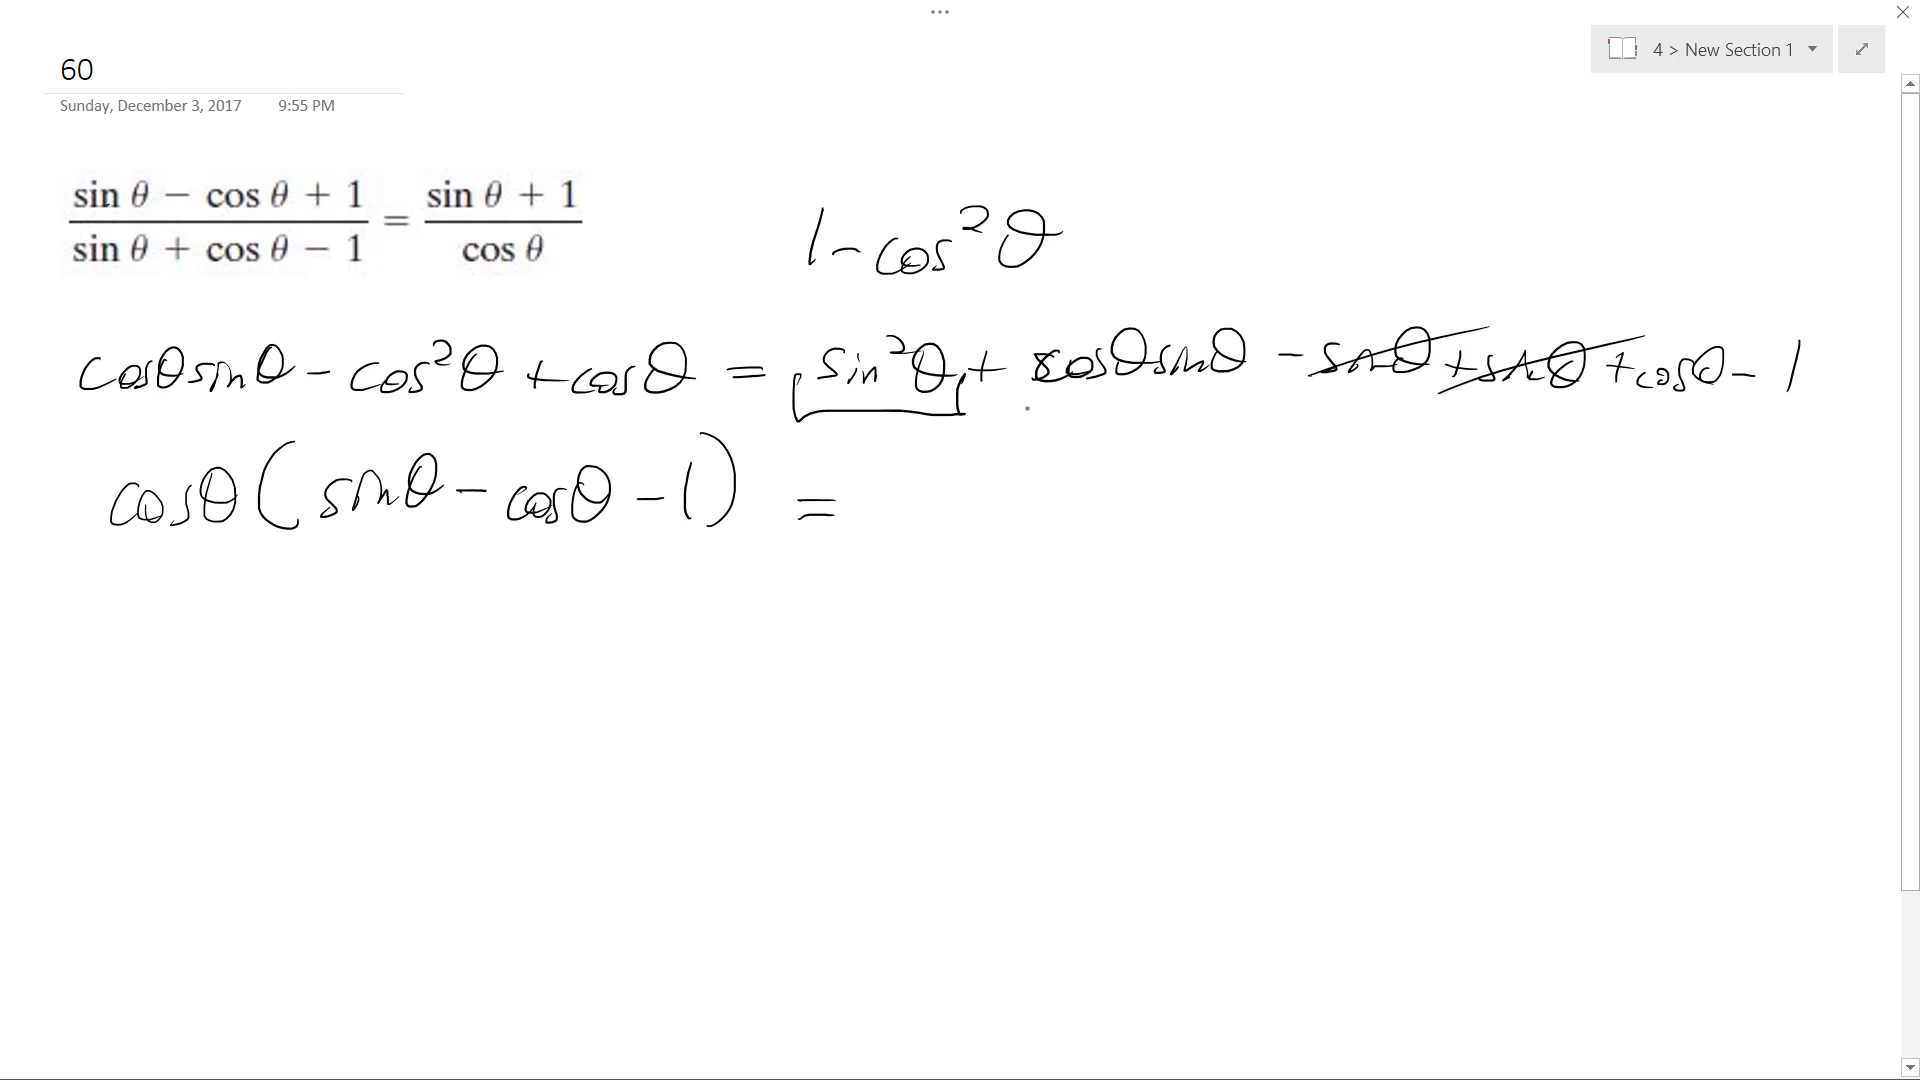 4 > New Section 1
60
Sunday, December 3, 2017 9:55 PM
sin θ − cos θ + 1 / sin θ + cos θ − 1 = sin θ + 1 / cos θ
1 − cos²θ
cosθsinθ − cos²θ + cosθ = sin²θ + cosθsinθ − sinθ + sinθ + cosθ − 1
cosθ(sinθ − cosθ − 1) =